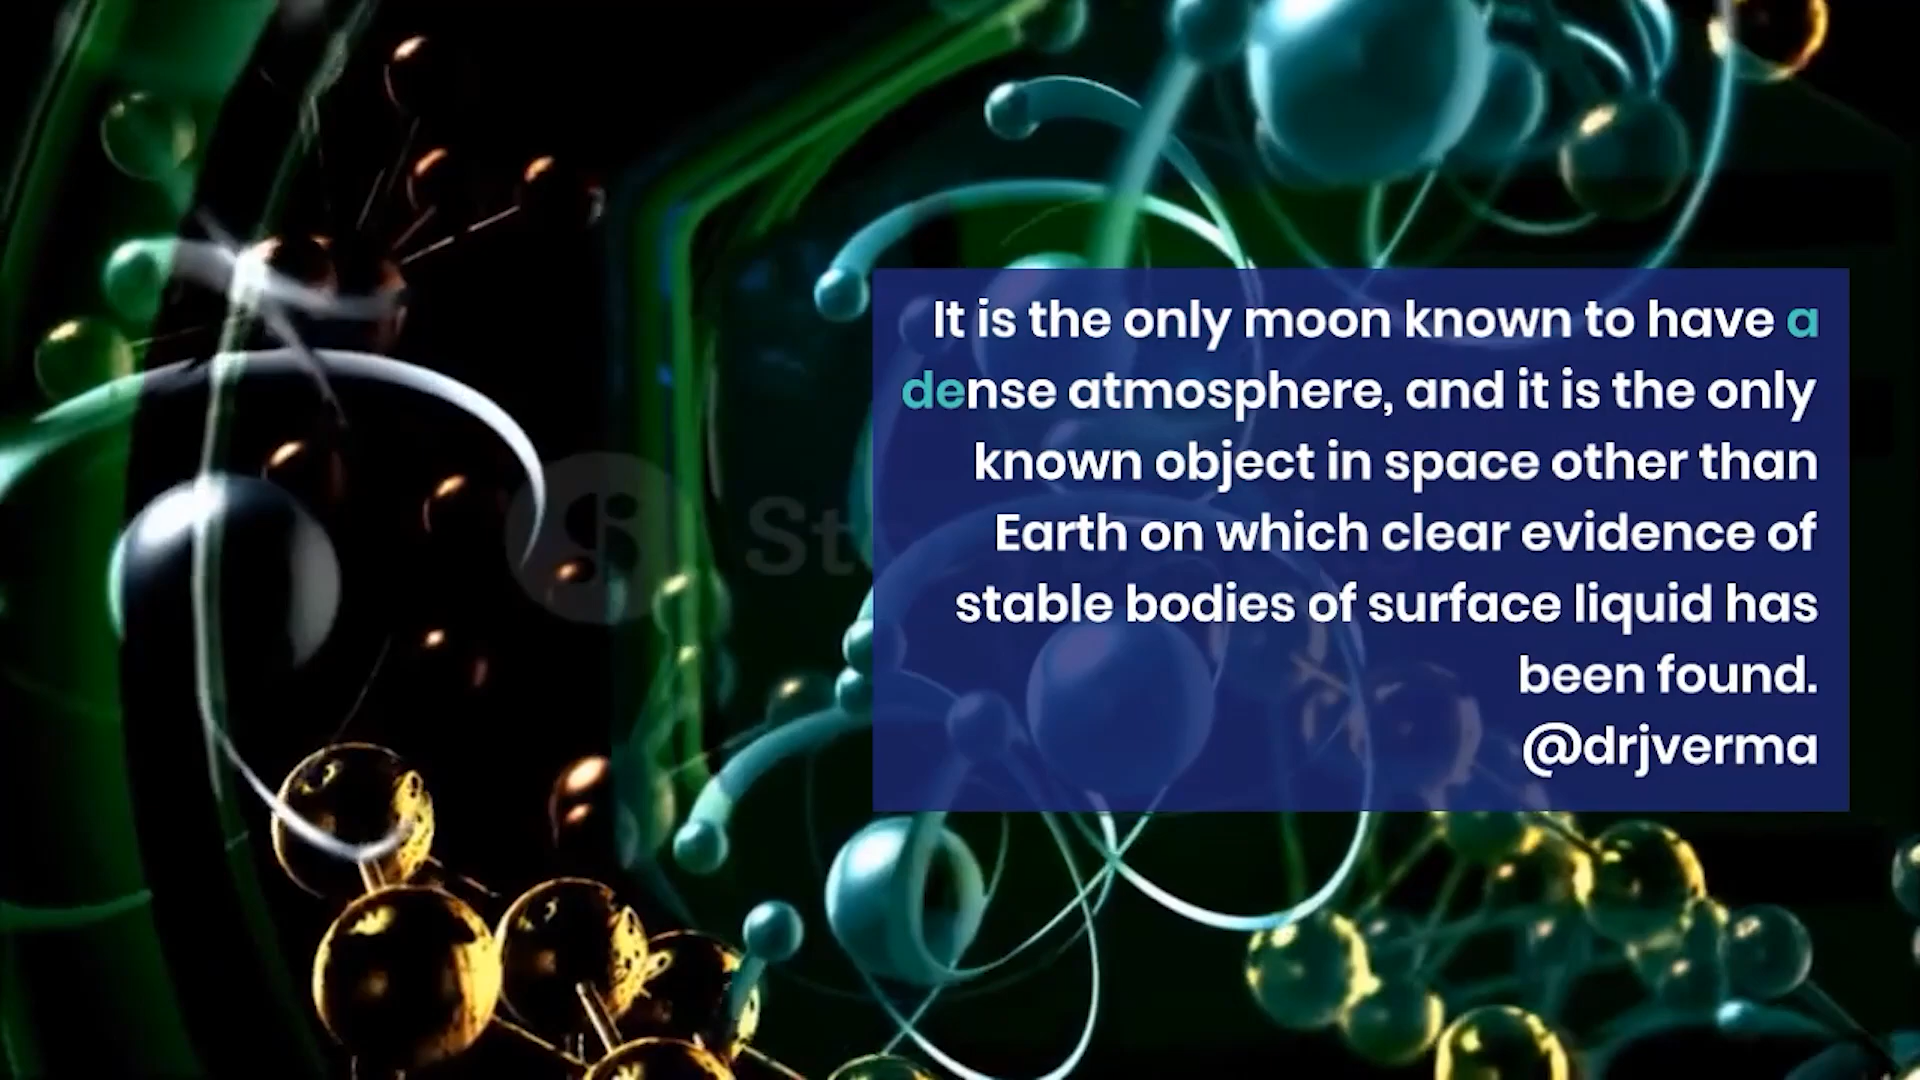 It is the only moon known to have a
dense atmosphere, and it is the only
known object in space other than
Earth on which clear evidence of
stable bodies of surface liquid has
been found.
@drjverma
St